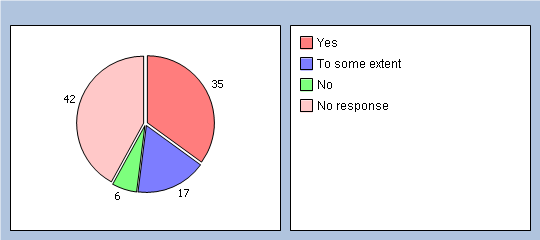 35
42
6
17
Yes
To some extent
No
No response